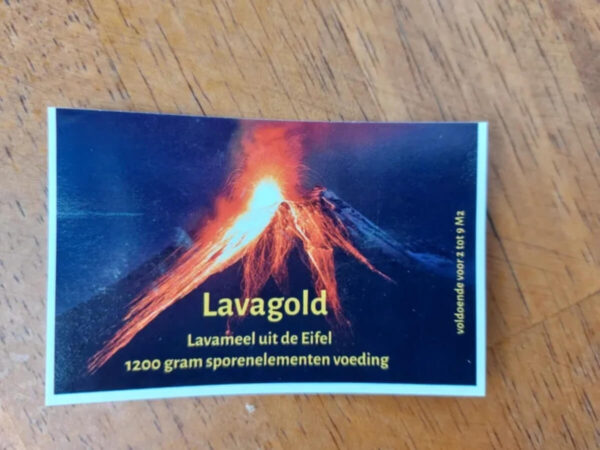 Lavagold
Lavameel uit de Eifel
1200 gram sporenelementen voeding
voldoende voor 2 tot 9 M2